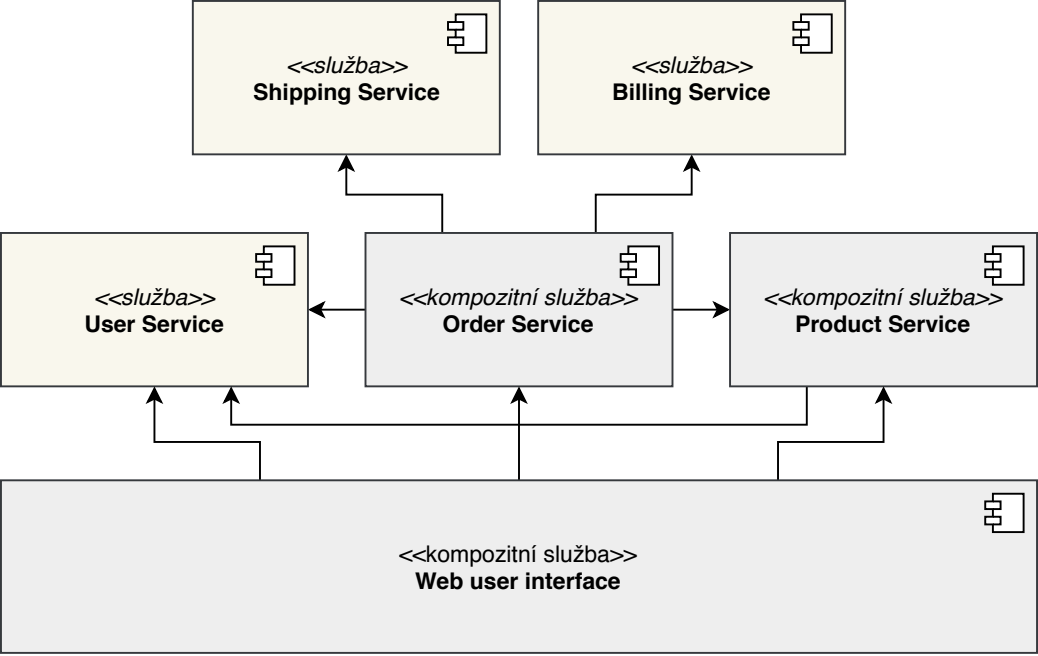 <<služba>>
Shipping Service
<<služba>>
Billing Service
<<služba>>
User Service
<<kompozitní služba>>
Order Service
<<kompozitní služba>>
Product Service
<<kompozitní služba>>
Web user interface